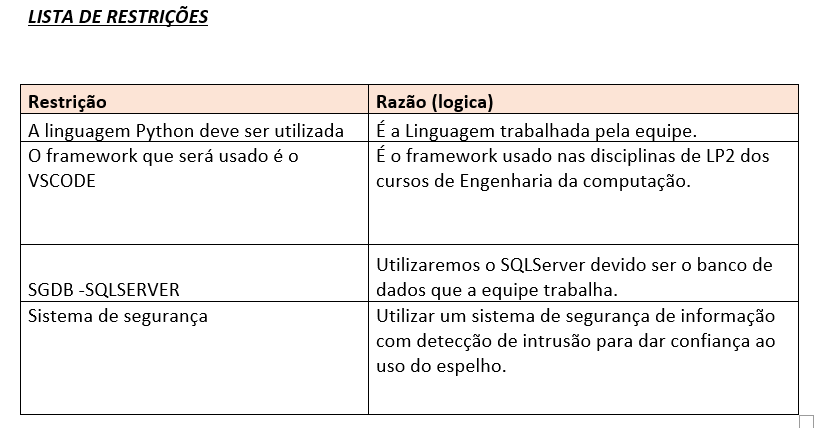 LISTA DE RESTRIÇÕES
Restrição
Razão (logica)
A linguagem Python deve ser utilizada
É a Linguagem trabalhada pela equipe.
O framework que será usado é o
VSCODE
É o framework usado nas disciplinas de LP2 dos
cursos de Engenharia da computação.
SGDB -SQLSERVER
Utilizaremos o SQLServer devido ser o banco de
dados que a equipe trabalha.
Sistema de segurança
Utilizar um sistema de segurança de informação
com detecção de intrusão para dar confiança ao
uso do espelho.